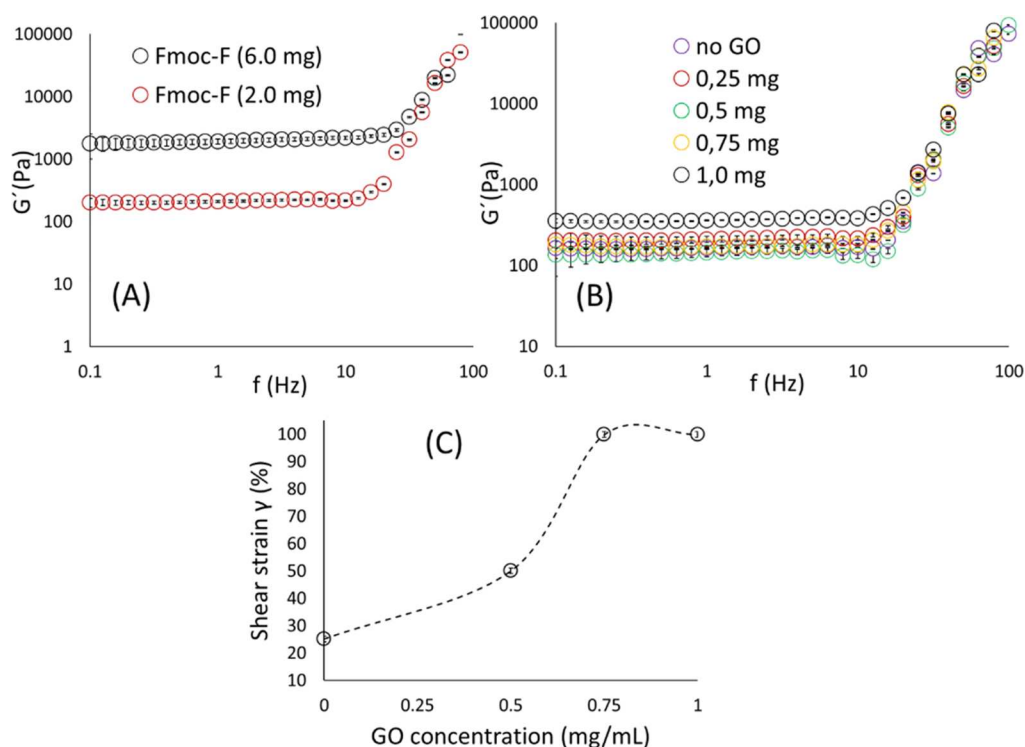 100000
10000
1000
100
10
1
G´(Pa)
Fmoc-F (6.0 mg)
Fmoc-F (2.0 mg)
(A)
0.1 1 10 100
f (Hz)
100000
10000
1000
100
10
G´(Pa)
no GO
0,25 mg
0,5 mg
0,75 mg
1,0 mg
(B)
0.1 1 10 100
f (Hz)
(C)
100
90
80
70
60
50
40
30
20
10
Shear strain γ (%)
0 0.25 0.5 0.75 1
GO concentration (mg/mL)